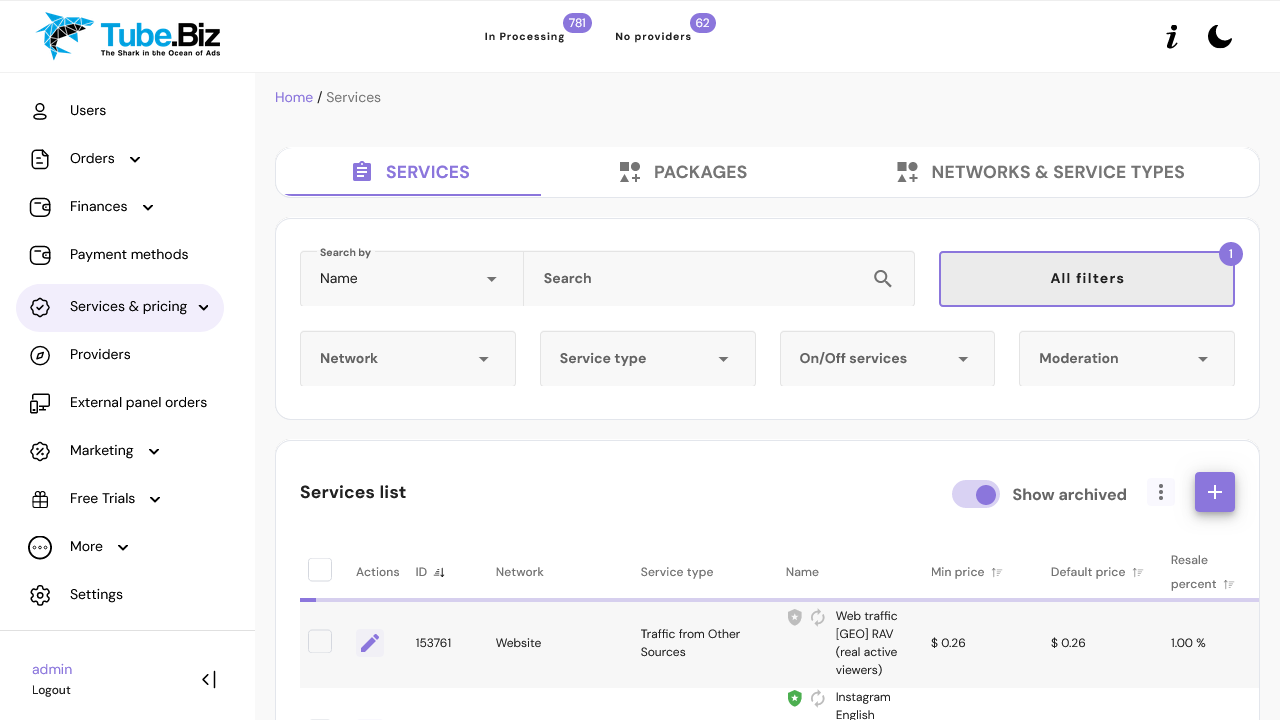 Tube.Biz
The Shark in the Ocean of Ads
In Processing
781
No providers
62
Users
Orders
Finances
Payment methods
Services & pricing
Providers
External panel orders
Marketing
Free Trials
More
Settings
admin
Logout
Home / Services
SERVICES
PACKAGES
NETWORKS & SERVICE TYPES
Search by
Name
Search
All filters
1
Network
Service type
On/Off services
Moderation
Services list
Show archived
Actions
ID
Network
Service type
Name
Min price
Default price
Resale
percent
153761
Website
Traffic from Other
Sources
Web traffic
[GEO] RAV
(real active
viewers)
$ 0.26
$ 0.26
1.00 %
Instagram
English